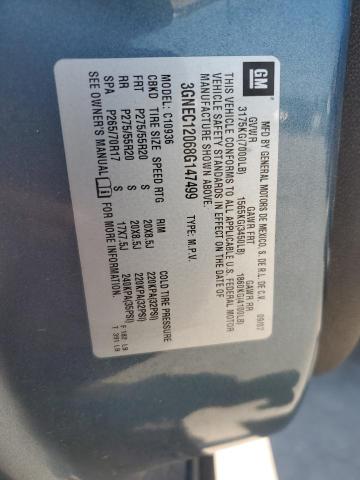 GM
MFD BY GENERAL MOTORS DE MEXICO, S. DE R.L. DE C.V.
GVWR GAWR FRT GAWR RR 09/07
3175KG(7000LB) 1565KG(3450LB) 1860KG(4100LB)
THIS VEHICLE CONFORMS TO ALL APPLICABLE U.S. FEDERAL MOTOR
VEHICLE SAFETY STANDARDS IN EFFECT ON THE DATE OF
MANUFACTURE SHOWN ABOVE.
3GNEC12068G147499 TYPE: M.P.V.
C10936
CBKD TIRE SIZE SPEED RTG RIM COLD TIRE PRESSURE
FRT P275/55R20 S 20X8.5J 220KPA(32PSI)
RR P275/55R20 S 20X8.5J 220KPA(32PSI)
SPA P265/70R17 S 17X7.5J 240KPA(35PSI)
SEE OWNER'S MANUAL FOR MORE INFORMATION.
F 182 L9
T 391 L9